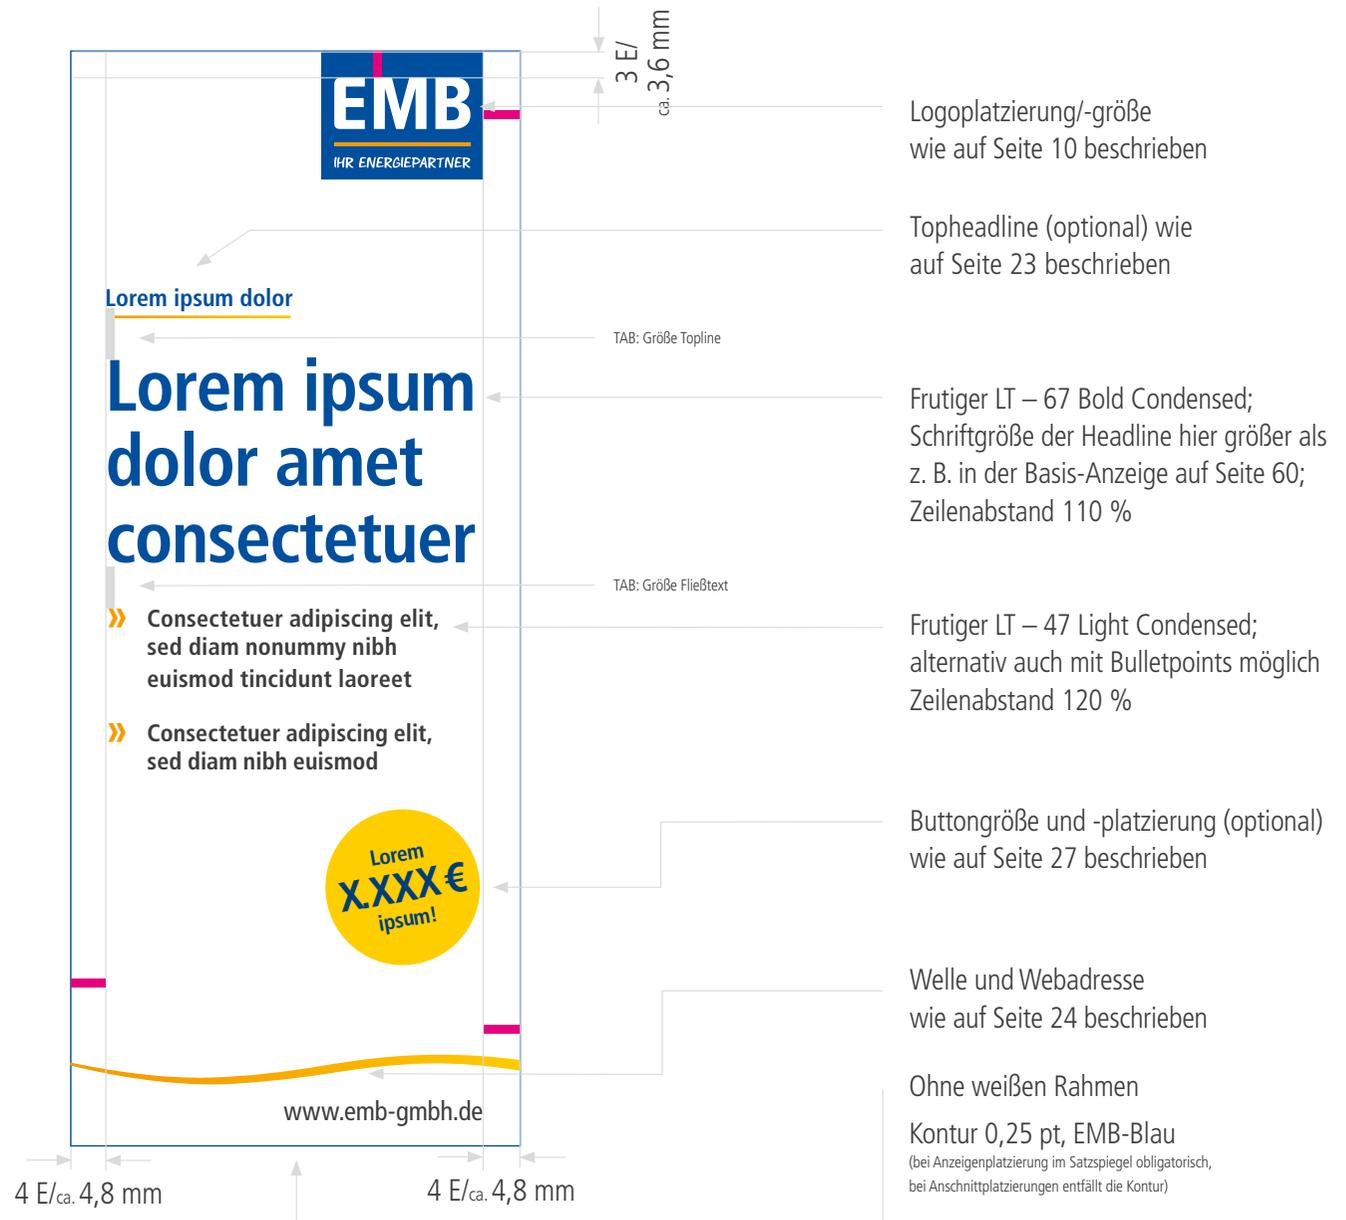 3 E/
ca. 3,6 mm
EMB
IHR ENERGIEPARTNER
Logoplatzierung/-größe
wie auf Seite 10 beschrieben
Topheadline (optional) wie
auf Seite 23 beschrieben
Lorem ipsum dolor
TAB: Größe Topline
Lorem ipsum
dolor amet
consectetuer
Frutiger LT – 67 Bold Condensed;
Schriftgröße der Headline hier größer als
z. B. in der Basis-Anzeige auf Seite 60;
Zeilenabstand 110 %
TAB: Größe Fließtext
» Consectetuer adipiscing elit,
sed diam nonummy nibh
euismod tincidunt laoreet
» Consectetuer adipiscing elit,
sed diam nibh euismod
Frutiger LT – 47 Light Condensed;
alternativ auch mit Bulletpoints möglich
Zeilenabstand 120 %
Lorem
X.XXX €
ipsum!
Buttongröße und -platzierung (optional)
wie auf Seite 27 beschrieben
Welle und Webadresse
wie auf Seite 24 beschrieben
www.emb-gmbh.de
Ohne weißen Rahmen
Kontur 0,25 pt, EMB-Blau
(bei Anzeigenplatzierung im Satzspiegel obligatorisch,
bei Anschnittplatzierungen entfällt die Kontur)
4 E/ca. 4,8 mm
4 E/ca. 4,8 mm